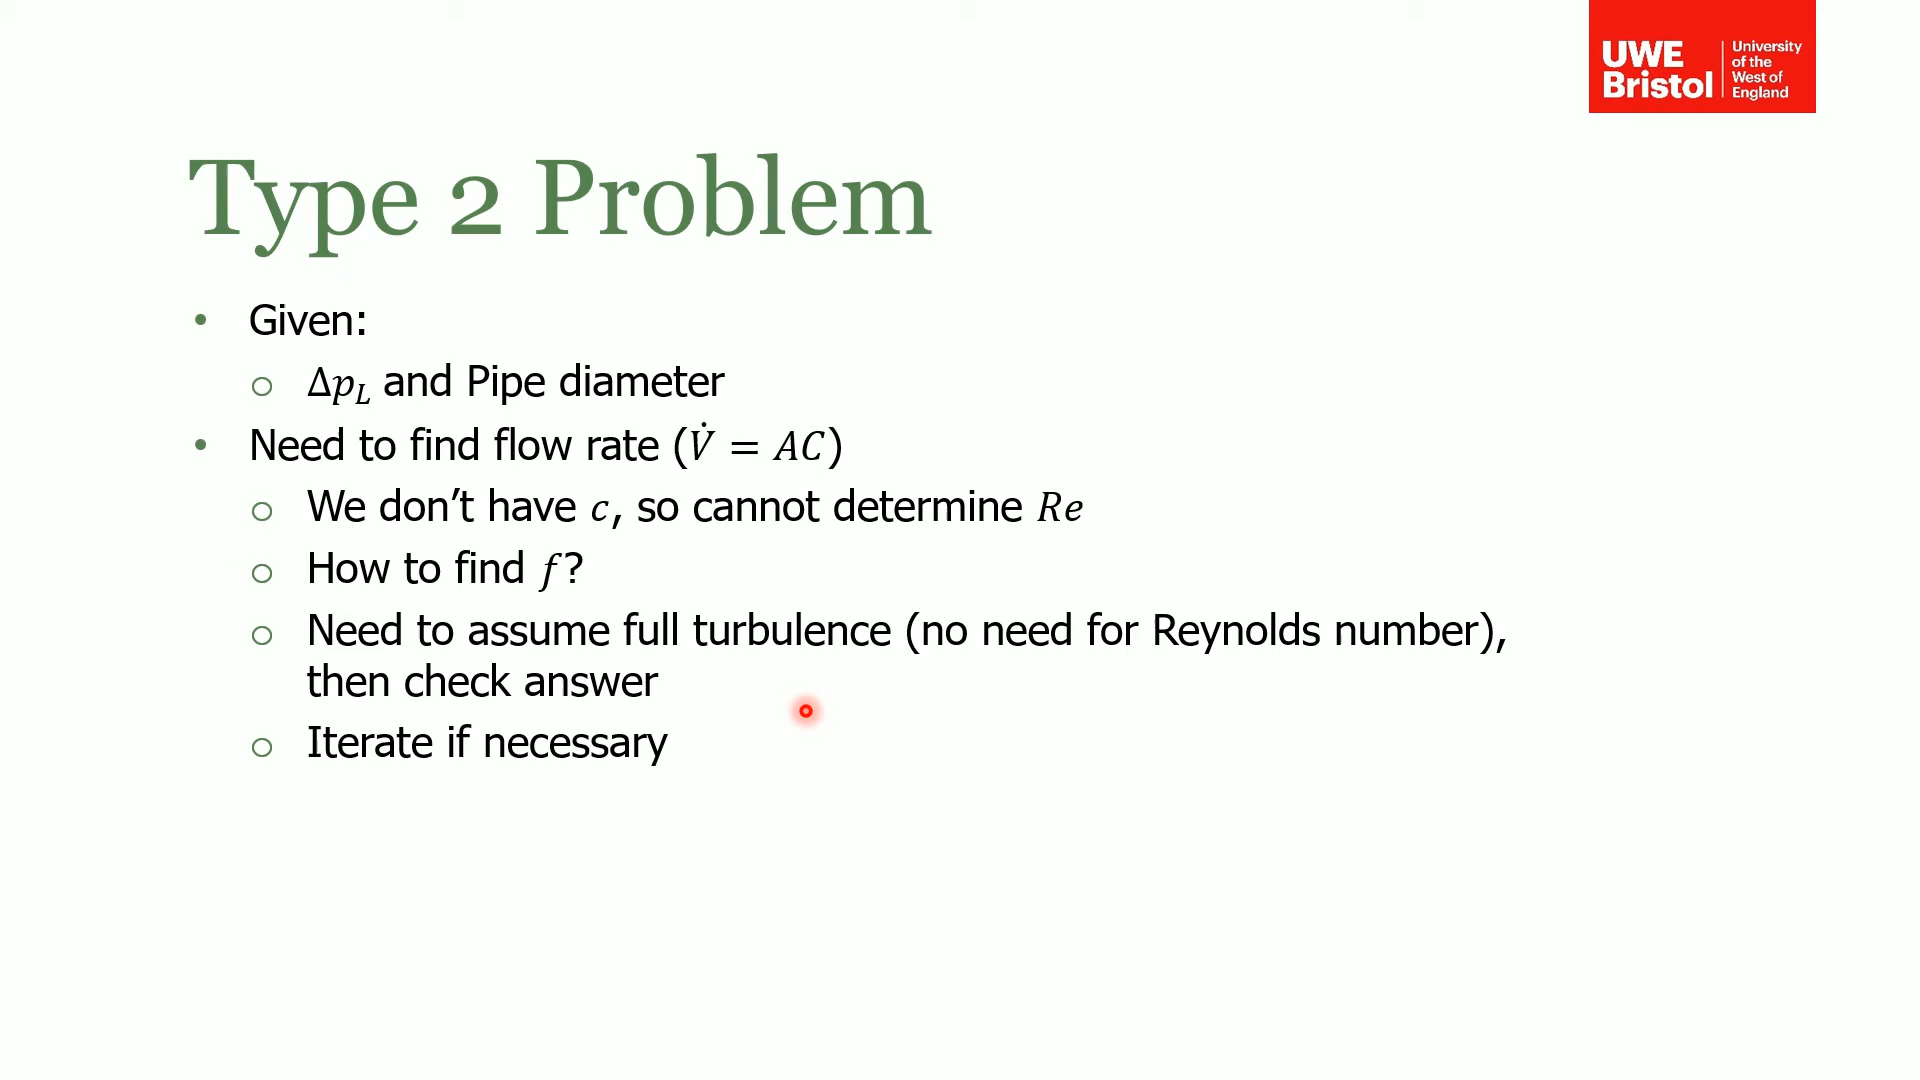 UWE
Bristol
University
of the
West of
England
Type 2 Problem
• Given:
o Δp_L and Pipe diameter
• Need to find flow rate (V̇ = AC)
o We don’t have c, so cannot determine Re
o How to find f?
o Need to assume full turbulence (no need for Reynolds number),
then check answer
o Iterate if necessary